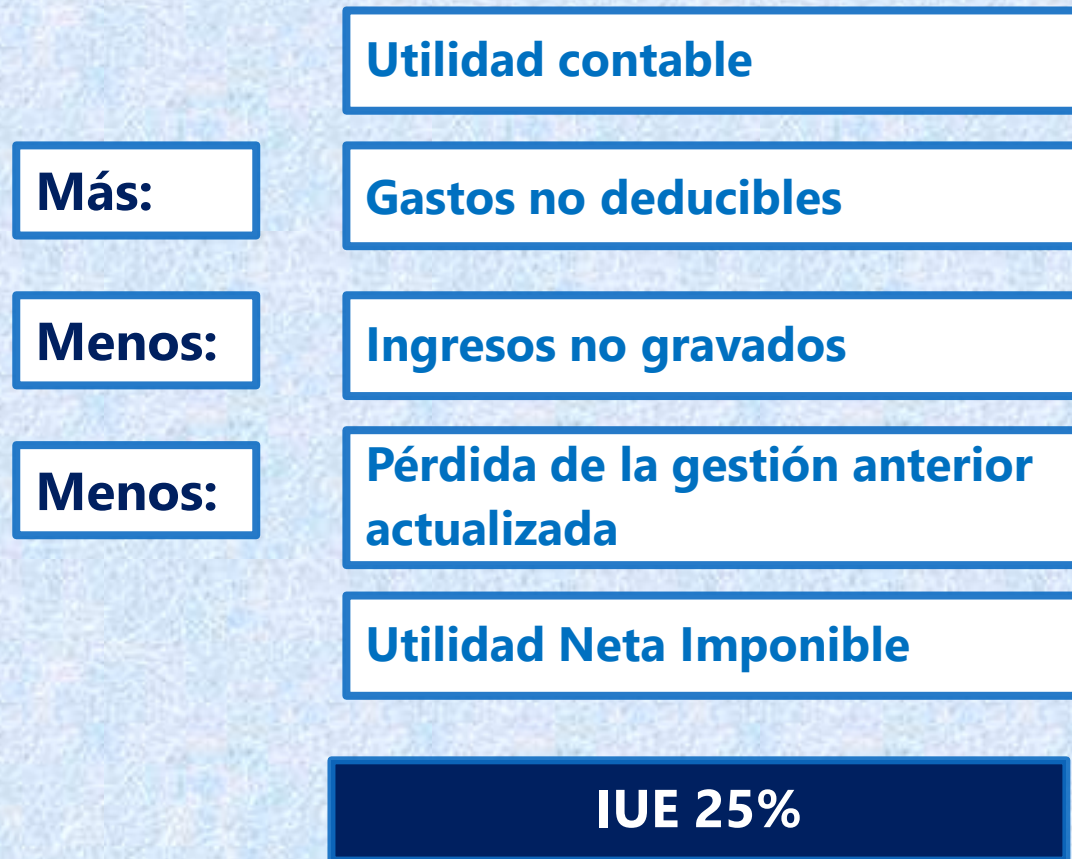 Utilidad contable
Más:
Gastos no deducibles
Menos:
Ingresos no gravados
Menos:
Pérdida de la gestión anterior
actualizada
Utilidad Neta Imponible
IUE 25%